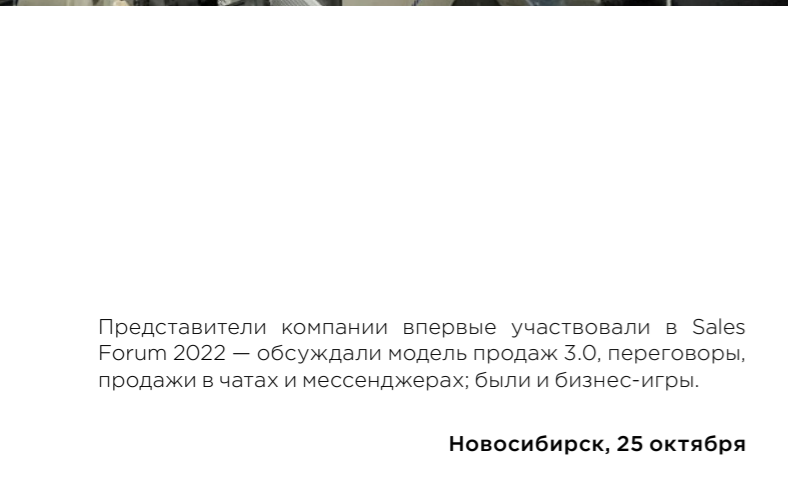 Представители компании впервые участвовали в Sales
Forum 2022 — обсуждали модель продаж 3.0, переговоры,
продажи в чатах и мессенджерах; были и бизнес-игры.
Новосибирск, 25 октября